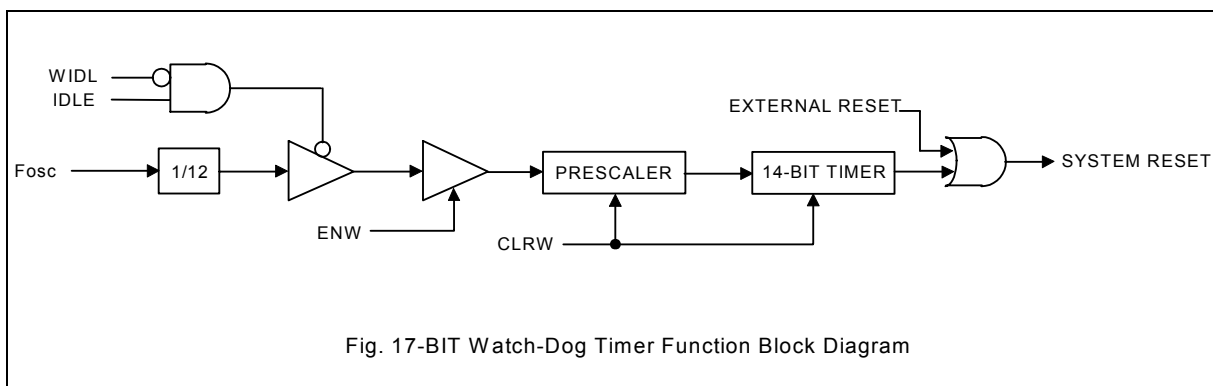 WIDL
IDLE
EXTERNAL RESET
Fosc
1/12
PRESCALER
14-BIT TIMER
SYSTEM RESET
ENW
CLRW
Fig. 17-BIT Watch-Dog Timer Function Block Diagram